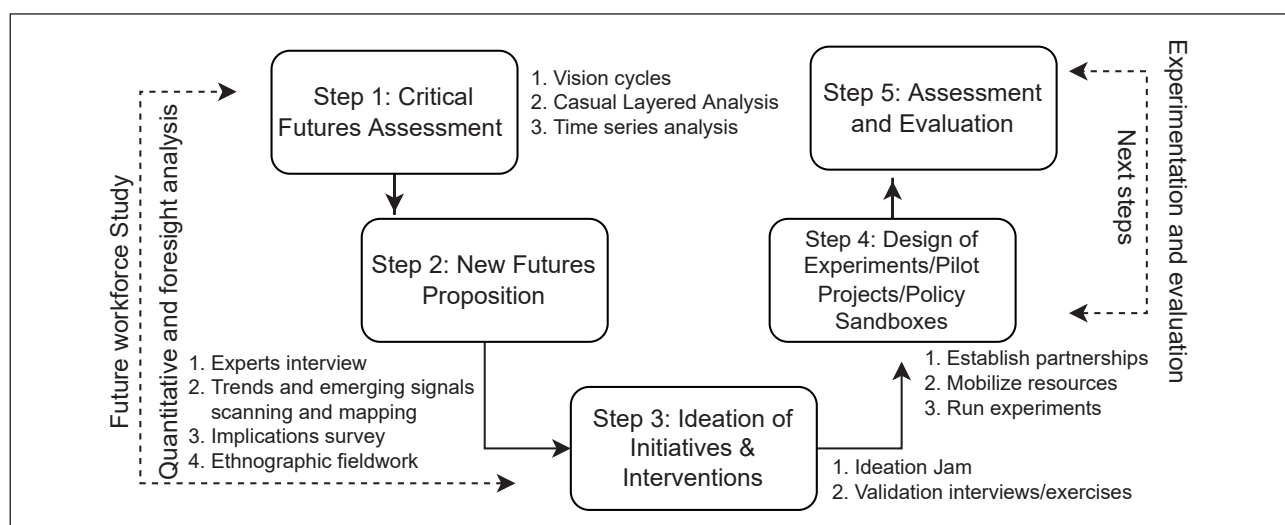 Future workforce Study
Quantitative and foresight analysis
Step 1: Critical
Futures Assessment
1. Vision cycles
2. Casual Layered Analysis
3. Time series analysis
Step 2: New Futures
Proposition
1. Experts interview
2. Trends and emerging signals
scanning and mapping
3. Implications survey
4. Ethnographic fieldwork
Step 3: Ideation of
Initiatives &
Interventions
1. Ideation Jam
2. Validation interviews/exercises
Step 4: Design of
Experiments/Pilot
Projects/Policy
Sandboxes
1. Establish partnerships
2. Mobilize resources
3. Run experiments
Step 5: Assessment
and Evaluation
Next steps
Experimentation and evaluation